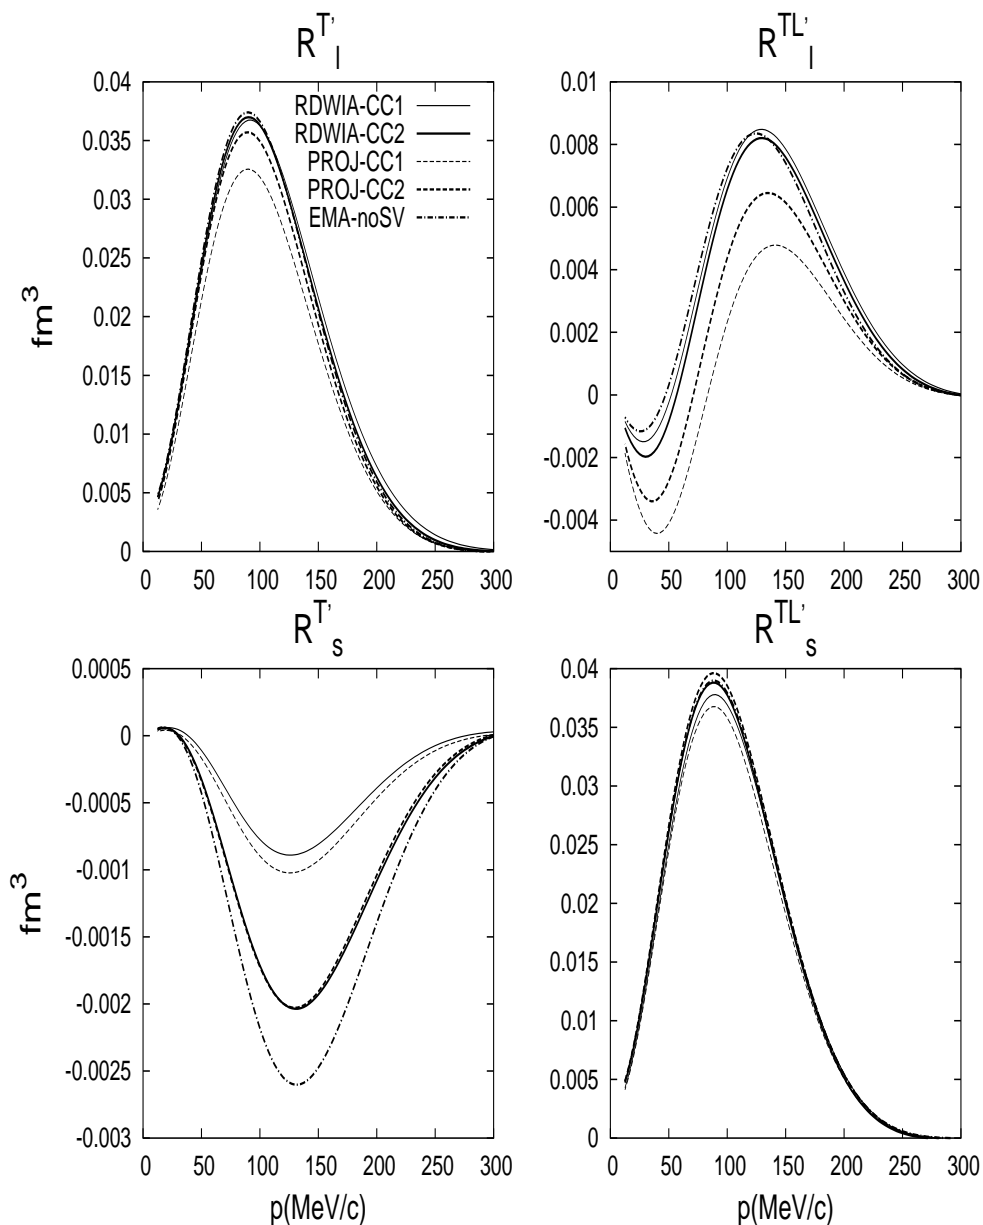 R^T'_l
R^TL'_l
0.04
0.035
0.03
0.025
0.02
0.015
0.01
0.005
0
fm^3
RDWIA-CC1
RDWIA-CC2
PROJ-CC1
PROJ-CC2
EMA-noSV
0 50 100 150 200 250 300
0.01
0.008
0.006
0.004
0.002
0
-0.002
-0.004
0 50 100 150 200 250 300
R^T'_s
R^TL'_s
0.0005
0
-0.0005
-0.001
-0.0015
-0.002
-0.0025
-0.003
fm^3
0 50 100 150 200 250 300
p(MeV/c)
0.04
0.035
0.03
0.025
0.02
0.015
0.01
0.005
0
0 50 100 150 200 250 300
p(MeV/c)